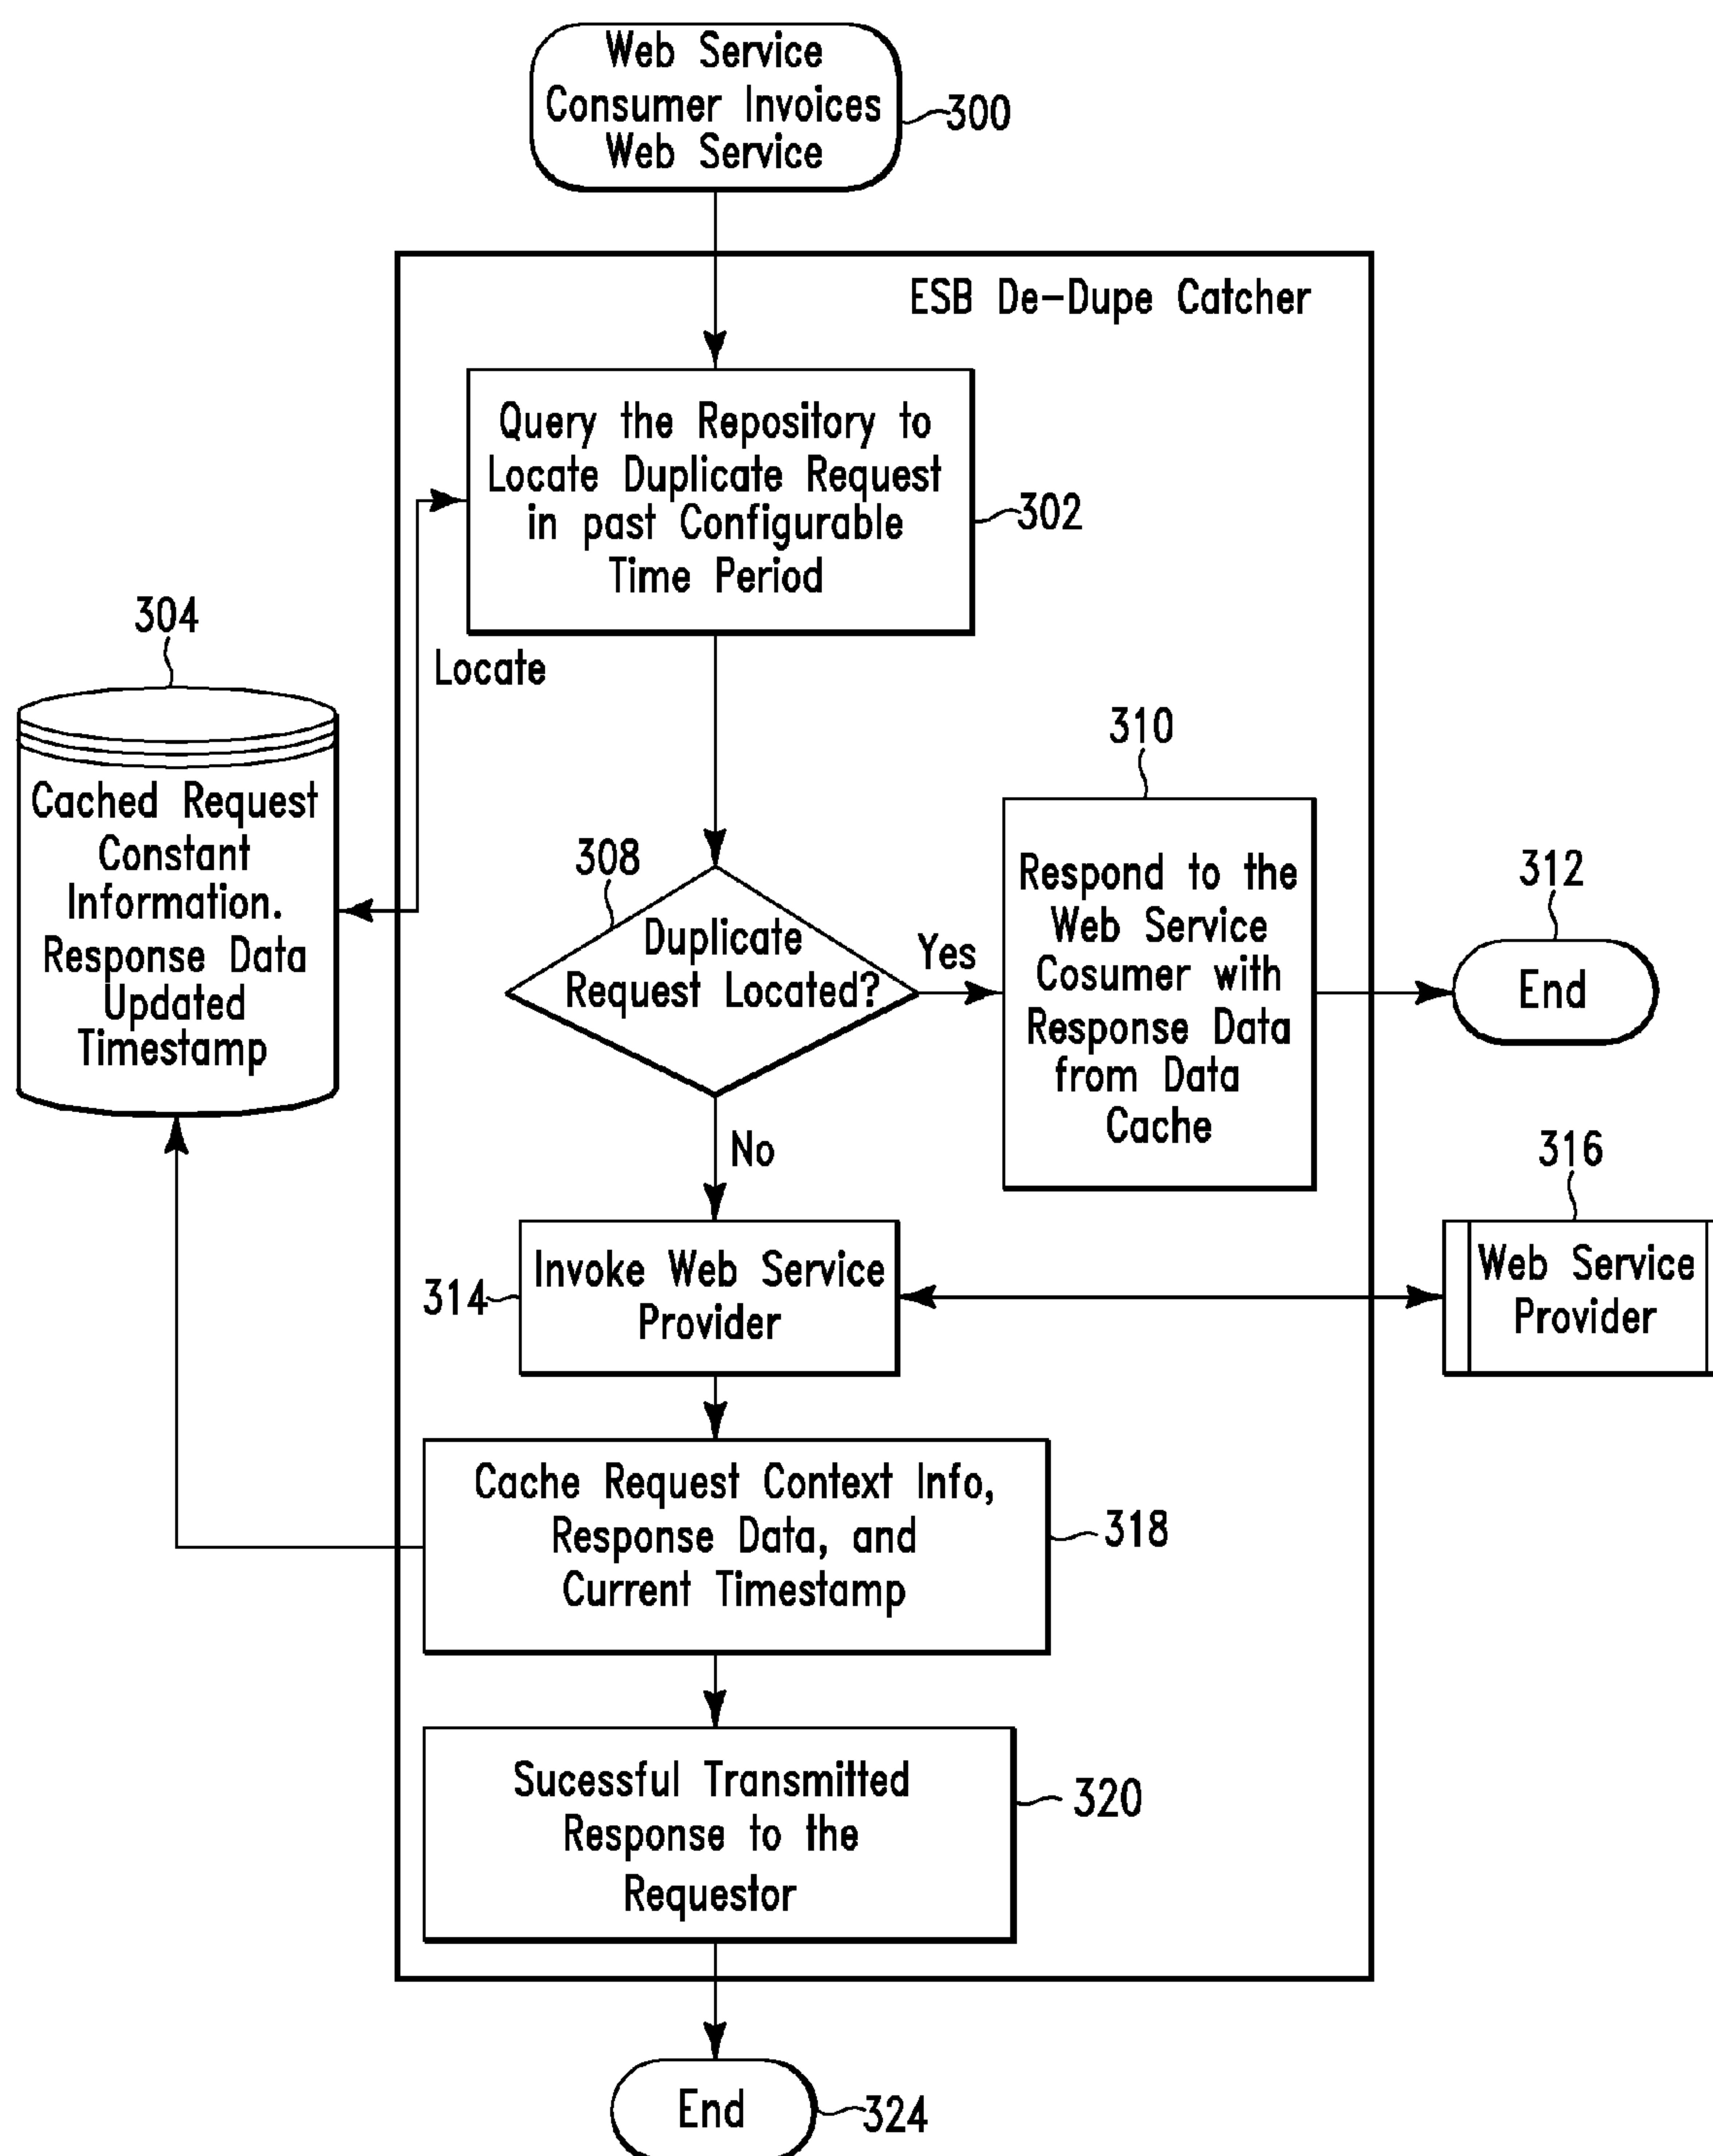 Web Service
Consumer Invoices
Web Service
300
ESB De-Dupe Catcher
Query the Repository to
Locate Duplicate Request
in past Configurable
Time Period
302
304
Locate
Cached Request
Constant
Information.
Response Data
Updated
Timestamp
308
Duplicate
Request Located?
Yes
No
310
Respond to the
Web Service
Cosumer with
Response Data
from Data
Cache
312
End
314
Invoke Web Service
Provider
316
Web Service
Provider
Cache Request Context Info,
Response Data, and
Current Timestamp
318
Sucessful Transmitted
Response to the
Requestor
320
End
324